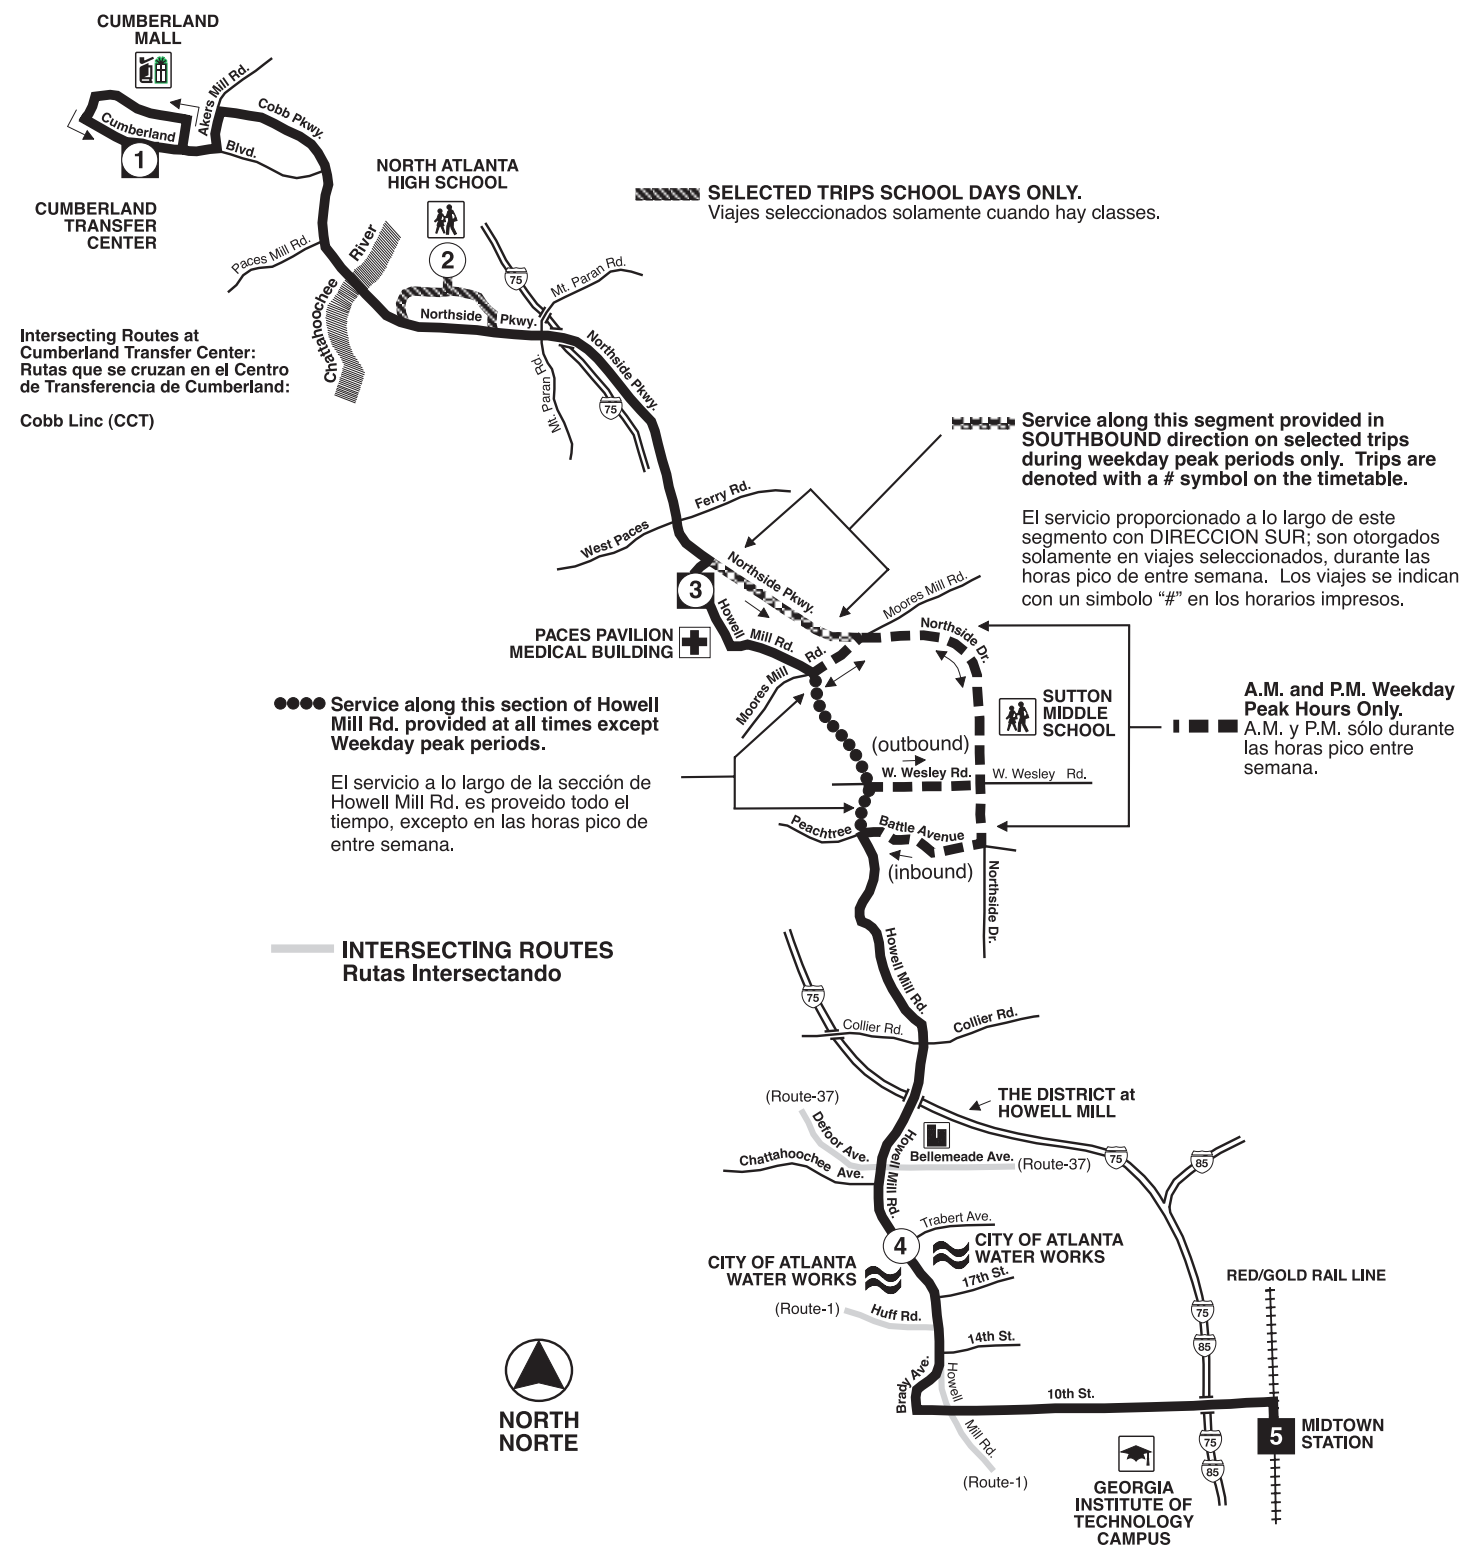 CUMBERLAND
MALL
Akers Mill Rd.
Cobb Pkwy.
Cumberland
Blvd.
1
CUMBERLAND
TRANSFER
CENTER
NORTH ATLANTA
HIGH SCHOOL
2
SELECTED TRIPS SCHOOL DAYS ONLY.
Viajes seleccionados solamente cuando hay classes.
Paces Mill Rd.
Chattahoochee
River
75
Mt. Paran Rd.
Northside
Pkwy.
Northside Pkwy.
Mt. Paran Rd.
75
Intersecting Routes at
Cumberland Transfer Center:
Rutas que se cruzan en el Centro
de Transferencia de Cumberland:
Cobb Linc (CCT)
Service along this segment provided in
SOUTHBOUND direction on selected trips
during weekday peak periods only. Trips are
denoted with a # symbol on the timetable.
El servicio proporcionado a lo largo de este
segmento con DIRECCION SUR; son otorgados
solamente en viajes seleccionados, durante las
horas pico de entre semana. Los viajes se indican
con un simbolo “#” en los horarios impresos.
West Paces
Ferry Rd.
Northside Pkwy.
3
Howell
Mill Rd.
Moores Mill Rd.
Northside Dr.
PACES PAVILION
MEDICAL BUILDING
Moores Mill
Rd.
SUTTON
MIDDLE
SCHOOL
A.M. and P.M. Weekday
Peak Hours Only.
A.M. y P.M. sólo durante
las horas pico entre
semana.
Service along this section of Howell
Mill Rd. provided at all times except
Weekday peak periods.
El servicio a lo largo de la sección de
Howell Mill Rd. es proveido todo el
tiempo, excepto en las horas pico de
entre semana.
(outbound)
W. Wesley Rd.
W. Wesley Rd.
Peachtree
Battle Avenue
(inbound)
Northside Dr.
INTERSECTING ROUTES
Rutas Intersectando
Howell Mill Rd.
75
Collier Rd.
Collier Rd.
THE DISTRICT at
HOWELL MILL
(Route-37)
Defoor Ave.
Howell Mill Rd.
Bellemeade Ave.
(Route-37)
75
85
Chattahoochee Ave.
Trabert Ave.
4
CITY OF ATLANTA
WATER WORKS
CITY OF ATLANTA
WATER WORKS
17th St.
RED/GOLD RAIL LINE
(Route-1)
Huff Rd.
75
14th St.
85
Brady Ave.
Howell
Mill Rd.
(Route-1)
10th St.
NORTH
NORTE
5
MIDTOWN
STATION
75
85
GEORGIA
INSTITUTE OF
TECHNOLOGY
CAMPUS